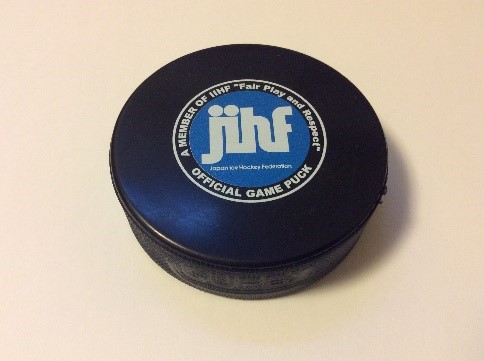 A MEMBER OF IIHF "Fair Play and Respect"
jihf
Japan Ice Hockey Federation
OFFICIAL GAME PUCK